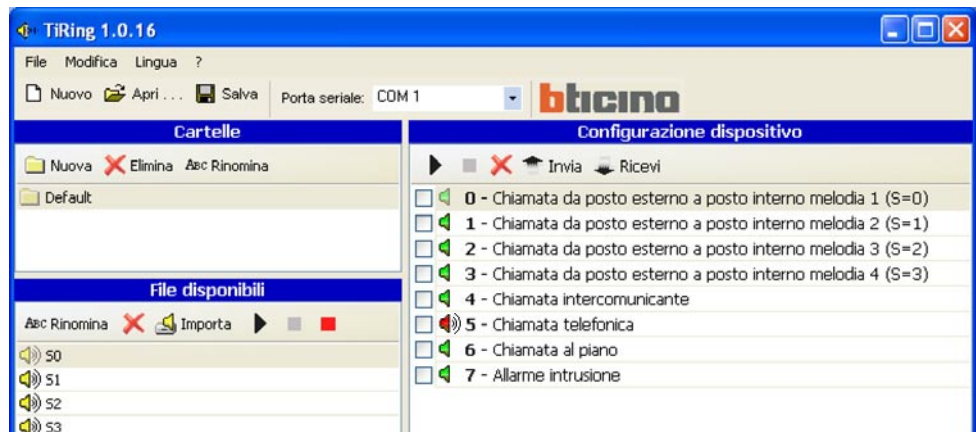 TiRing 1.0.16
File Modifica Lingua ?
Nuovo Apri ... Salva Porta seriale: COM 1 bticino
Cartelle
Nuova Elimina ABC Rinomina
Default
File disponibili
ABC Rinomina Importa
S0
S1
S2
S3
Configurazione dispositivo
Invia Ricevi
0 - Chiamata da posto esterno a posto interno melodia 1 (S=0)
1 - Chiamata da posto esterno a posto interno melodia 2 (S=1)
2 - Chiamata da posto esterno a posto interno melodia 3 (S=2)
3 - Chiamata da posto esterno a posto interno melodia 4 (S=3)
4 - Chiamata intercomunicante
5 - Chiamata telefonica
6 - Chiamata al piano
7 - Allarme intrusione